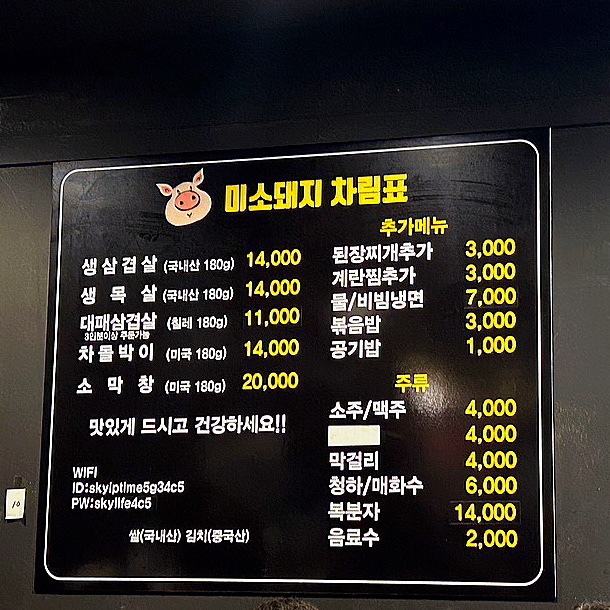 미소돼지 차림표
생삼겹살 (국내산 180g) 14,000
생 목 살 (국내산 180g) 14,000
대패삼겹살 (칠레 180g) 11,000
3인분이상 주문가능
차돌박이 (미국 180g) 14,000
소 막 창 (미국 180g) 20,000
맛있게 드시고 건강하세요!!
WIFI
ID:skyiptime5g34c5
PW:skylife4c5
쌀(국내산) 김치(중국산)
추가메뉴
된장찌개추가 3,000
계란찜추가 3,000
물/비빔냉면 7,000
볶음밥 3,000
공기밥 1,000
주류
소주/맥주 4,000
4,000
막걸리 4,000
청하/매화수 6,000
복분자 14,000
음료수 2,000
10